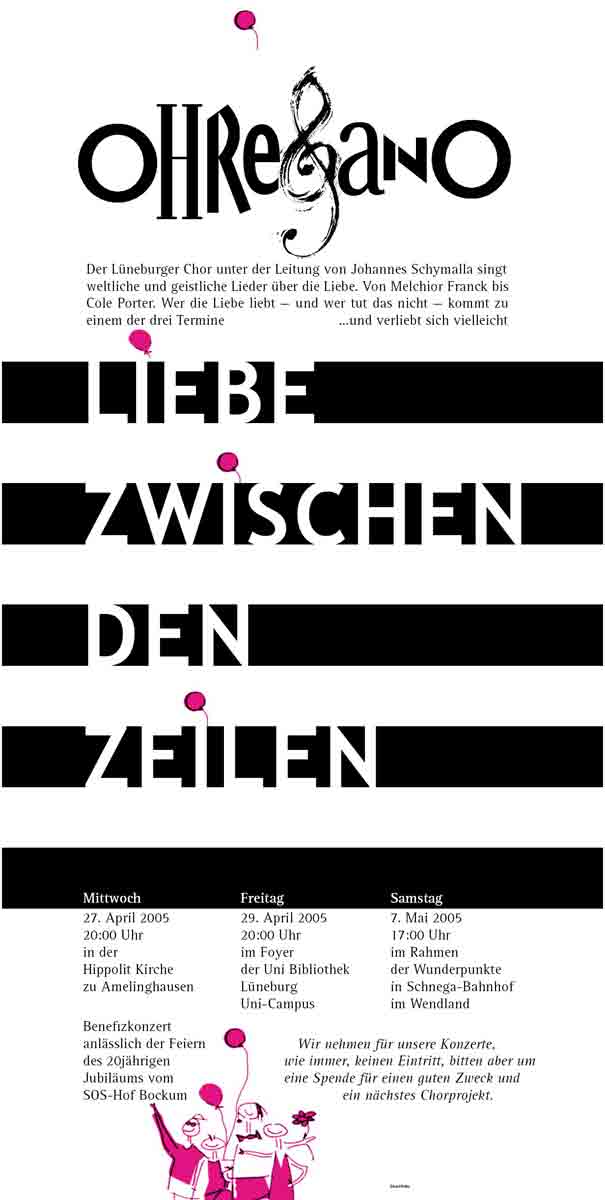 OHReGaNO
Der Lüneburger Chor unter der Leitung von Johannes Schymalla singt
weltliche und geistliche Lieder über die Liebe. Von Melchior Franck bis
Cole Porter. Wer die Liebe liebt – und wer tut das nicht – kommt zu
einem der drei Termine ...und verliebt sich vielleicht
LIEBE
ZWISCHEN
DEN
ZEILEN
Mittwoch
27. April 2005
20:00 Uhr
in der
Hippolit Kirche
zu Amelinghausen
Benefizkonzert
anlässlich der Feiern
des 20jährigen
Jubiläums vom
SOS-Hof Bockum
Freitag
29. April 2005
20:00 Uhr
im Foyer
der Uni Bibliothek
Lüneburg
Uni-Campus
Samstag
7. Mai 2005
17:00 Uhr
im Rahmen
der Wunderpunkte
in Schnega-Bahnhof
im Wendland
Wir nehmen für unsere Konzerte,
wie immer, keinen Eintritt, bitten aber um
eine Spende für einen guten Zweck und
ein nächstes Chorprojekt.